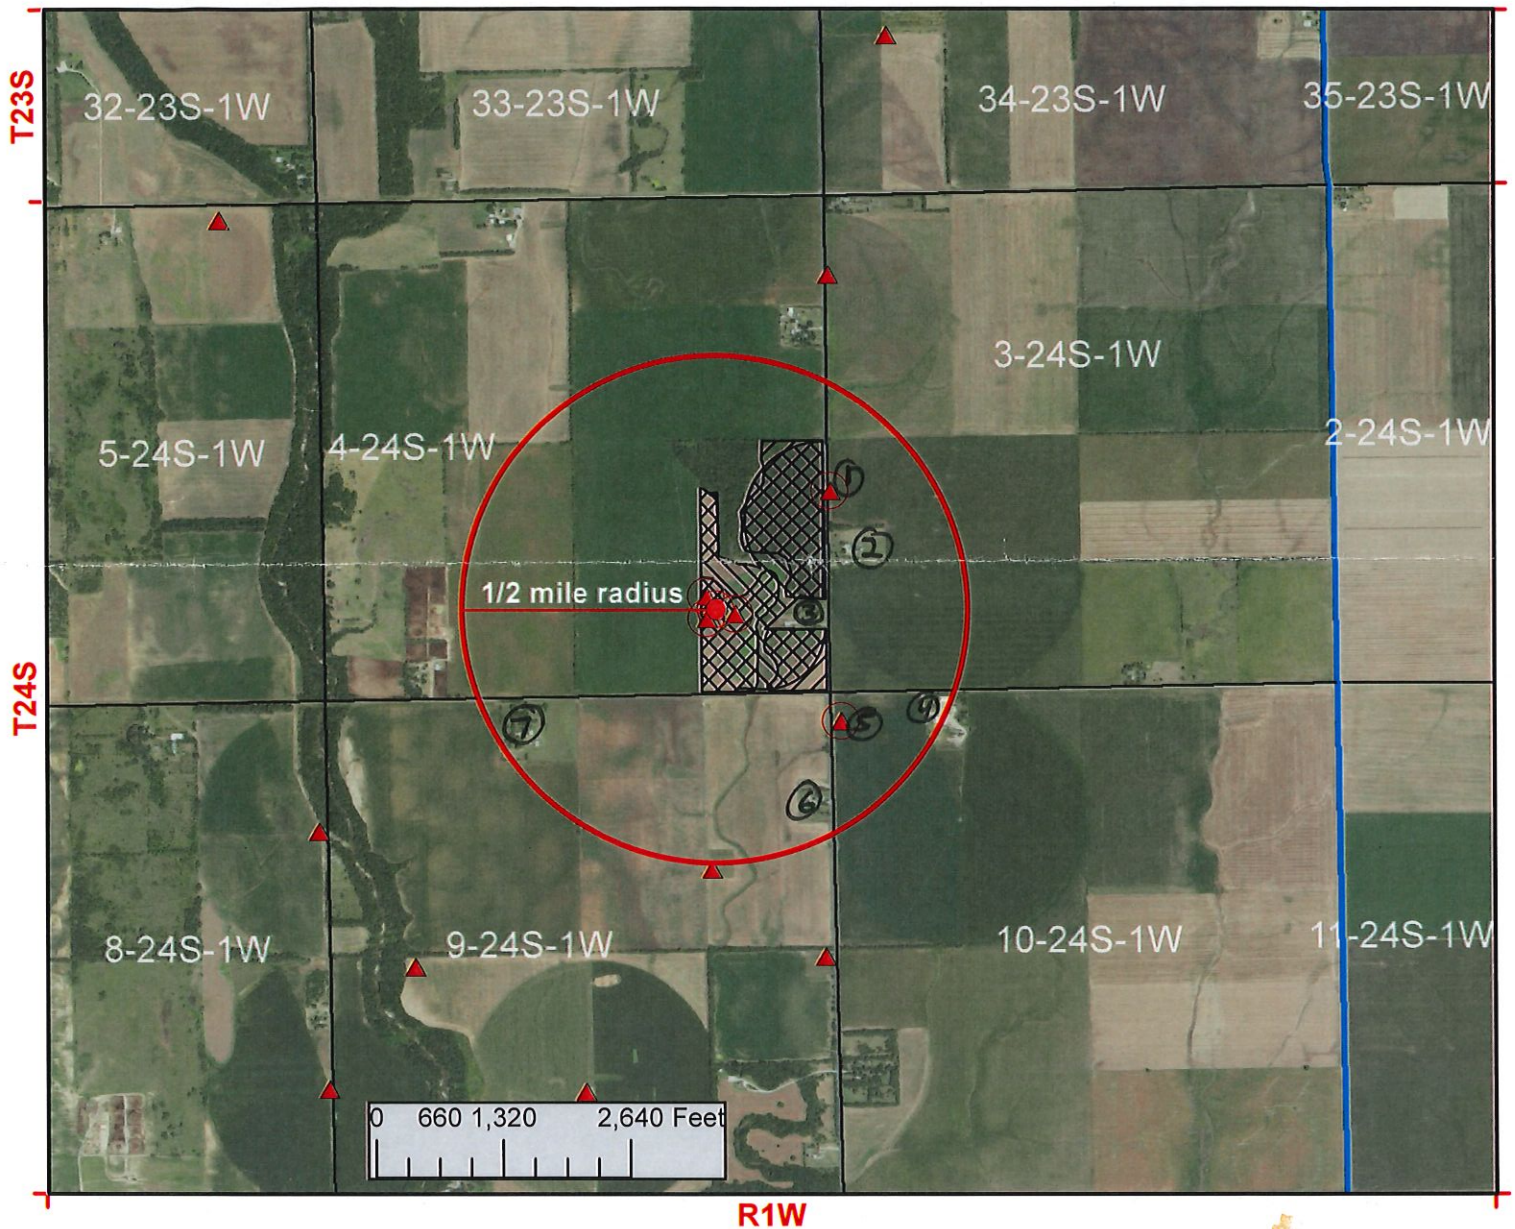 T23S
32-23S-1W
33-23S-1W
34-23S-1W
35-23S-1W
3-24S-1W
5-24S-1W
4-24S-1W
2-24S-1W
1
2
1/2 mile radius
3
T24S
7
5
4
6
8-24S-1W
9-24S-1W
10-24S-1W
11-24S-1W
0 660 1,320 2,640 Feet
R1W